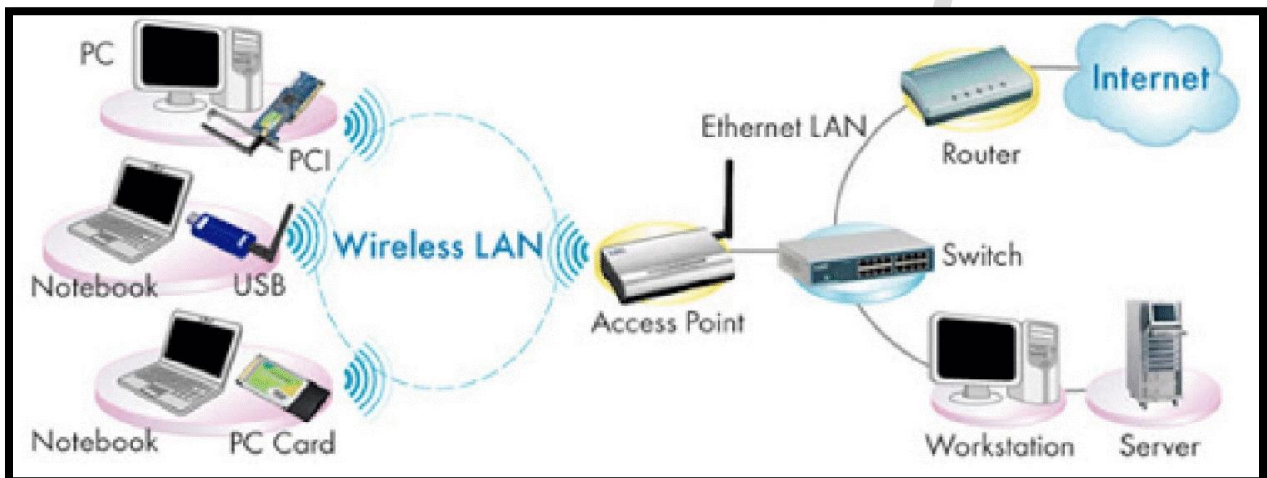 PC
PCI
Notebook
USB
Notebook
PC Card
Wireless LAN
Access Point
Ethernet LAN
Router
Internet
Switch
Workstation
Server